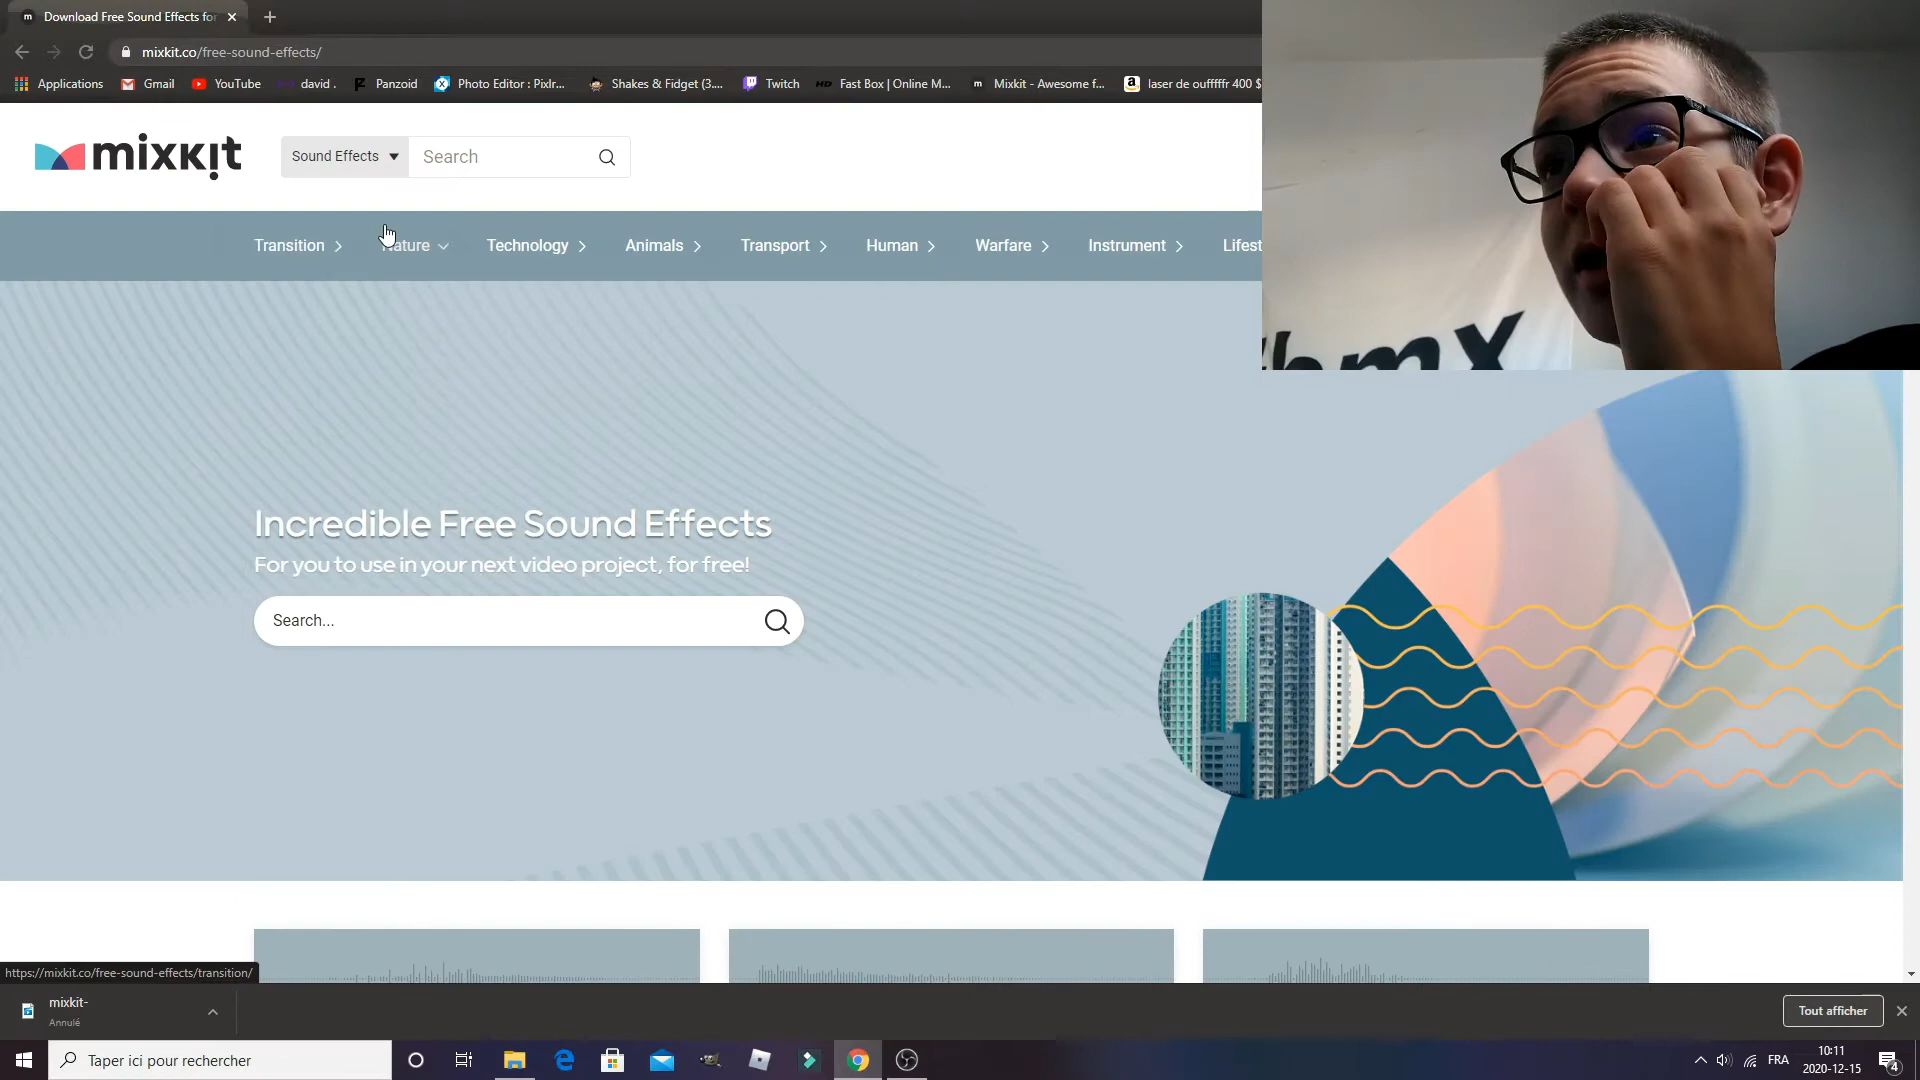 Download Free Sound Effects for
mixkit.co/free-sound-effects/
Applications Gmail YouTube david . Panzoid Photo Editor : Pixlr... Shakes & Fidget (3.... Twitch Fast Box | Online M... Mixkit - Awesome f... laser de ouffffr 400 $
mixkit Sound Effects Search
Transition Nature Technology Animals Transport Human Warfare Instrument Lifest
bmx
Incredible Free Sound Effects
For you to use in your next video project, for free!
Search...
https://mixkit.co/free-sound-effects/transition/
mixkit-
Annulé
Tout afficher
Taper ici pour rechercher
FRA
10:11
2020-12-15
4